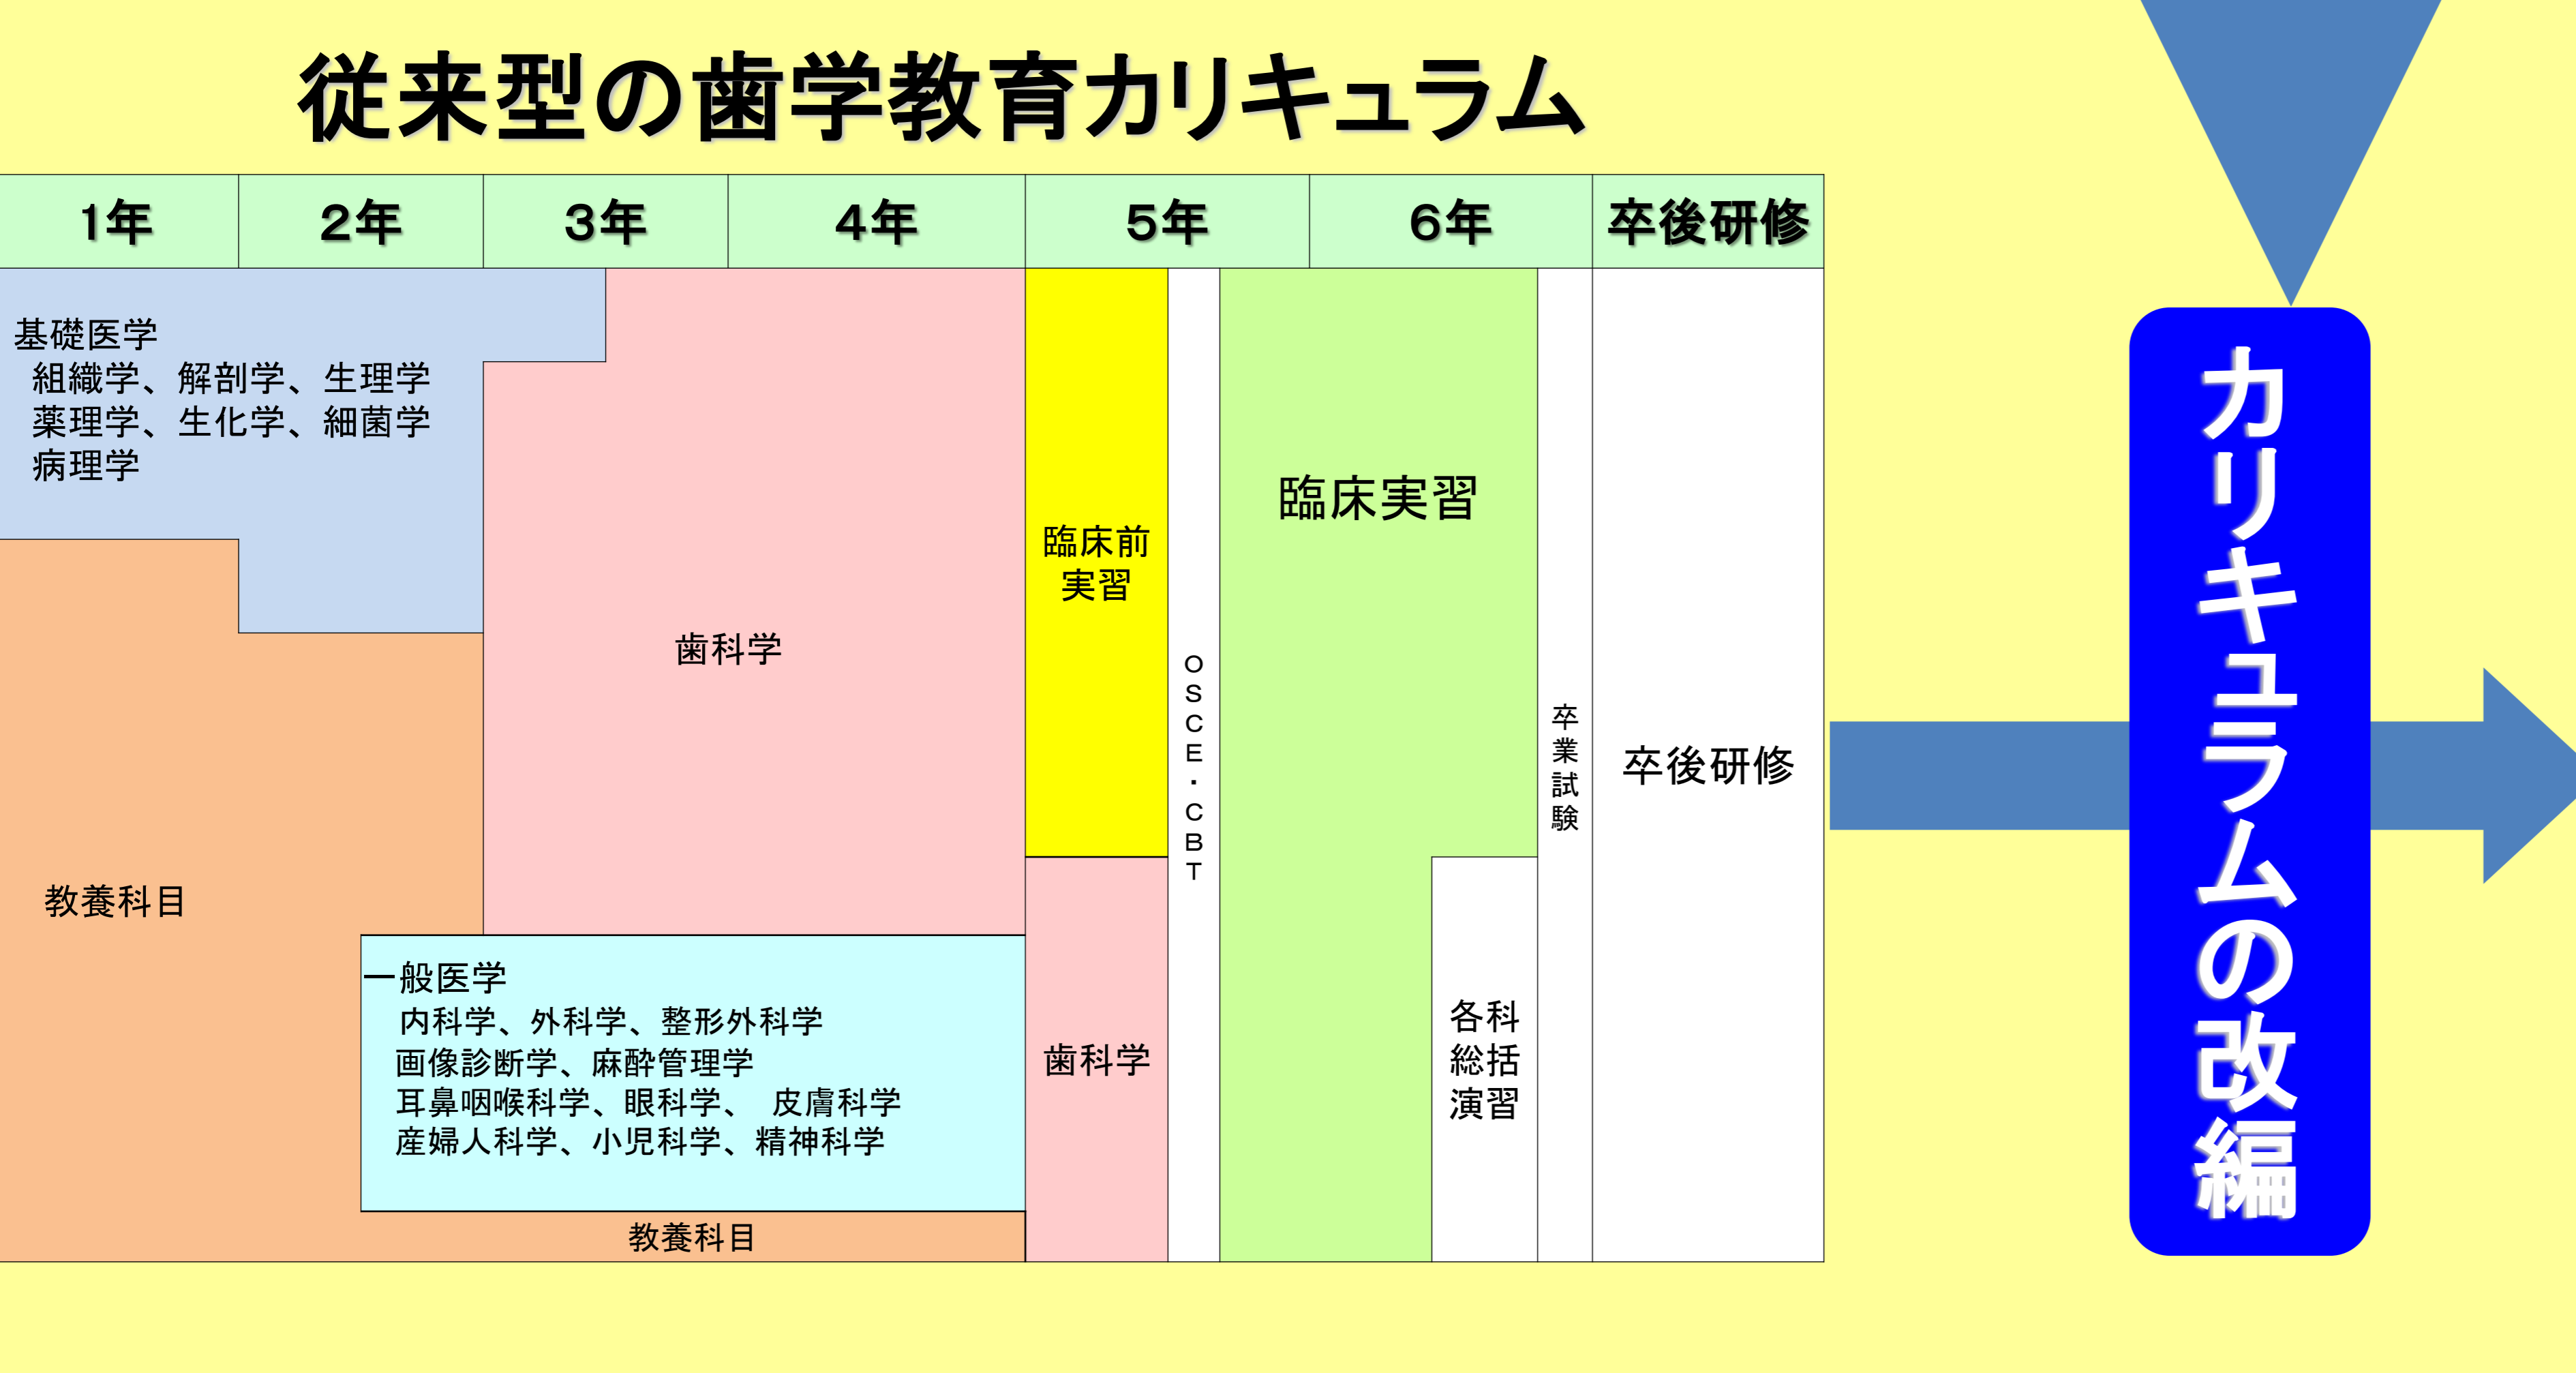 従来型の歯学教育カリキュラム
1年
2年
3年
4年
5年
6年
卒後研修
基礎医学
組織学、解剖学、生理学
薬理学、生化学、細菌学
病理学
教養科目
歯科学
一般医学
内科学、外科学、整形外科学
画像診断学、麻酔管理学
耳鼻咽喉科学、眼科学、 皮膚科学
産婦人科学、小児科学、精神科学
教養科目
臨床前
実習
歯科学
OSCE・CBT
臨床実習
各科
総括
演習
卒業試験
卒後研修
カリキュラムの改編